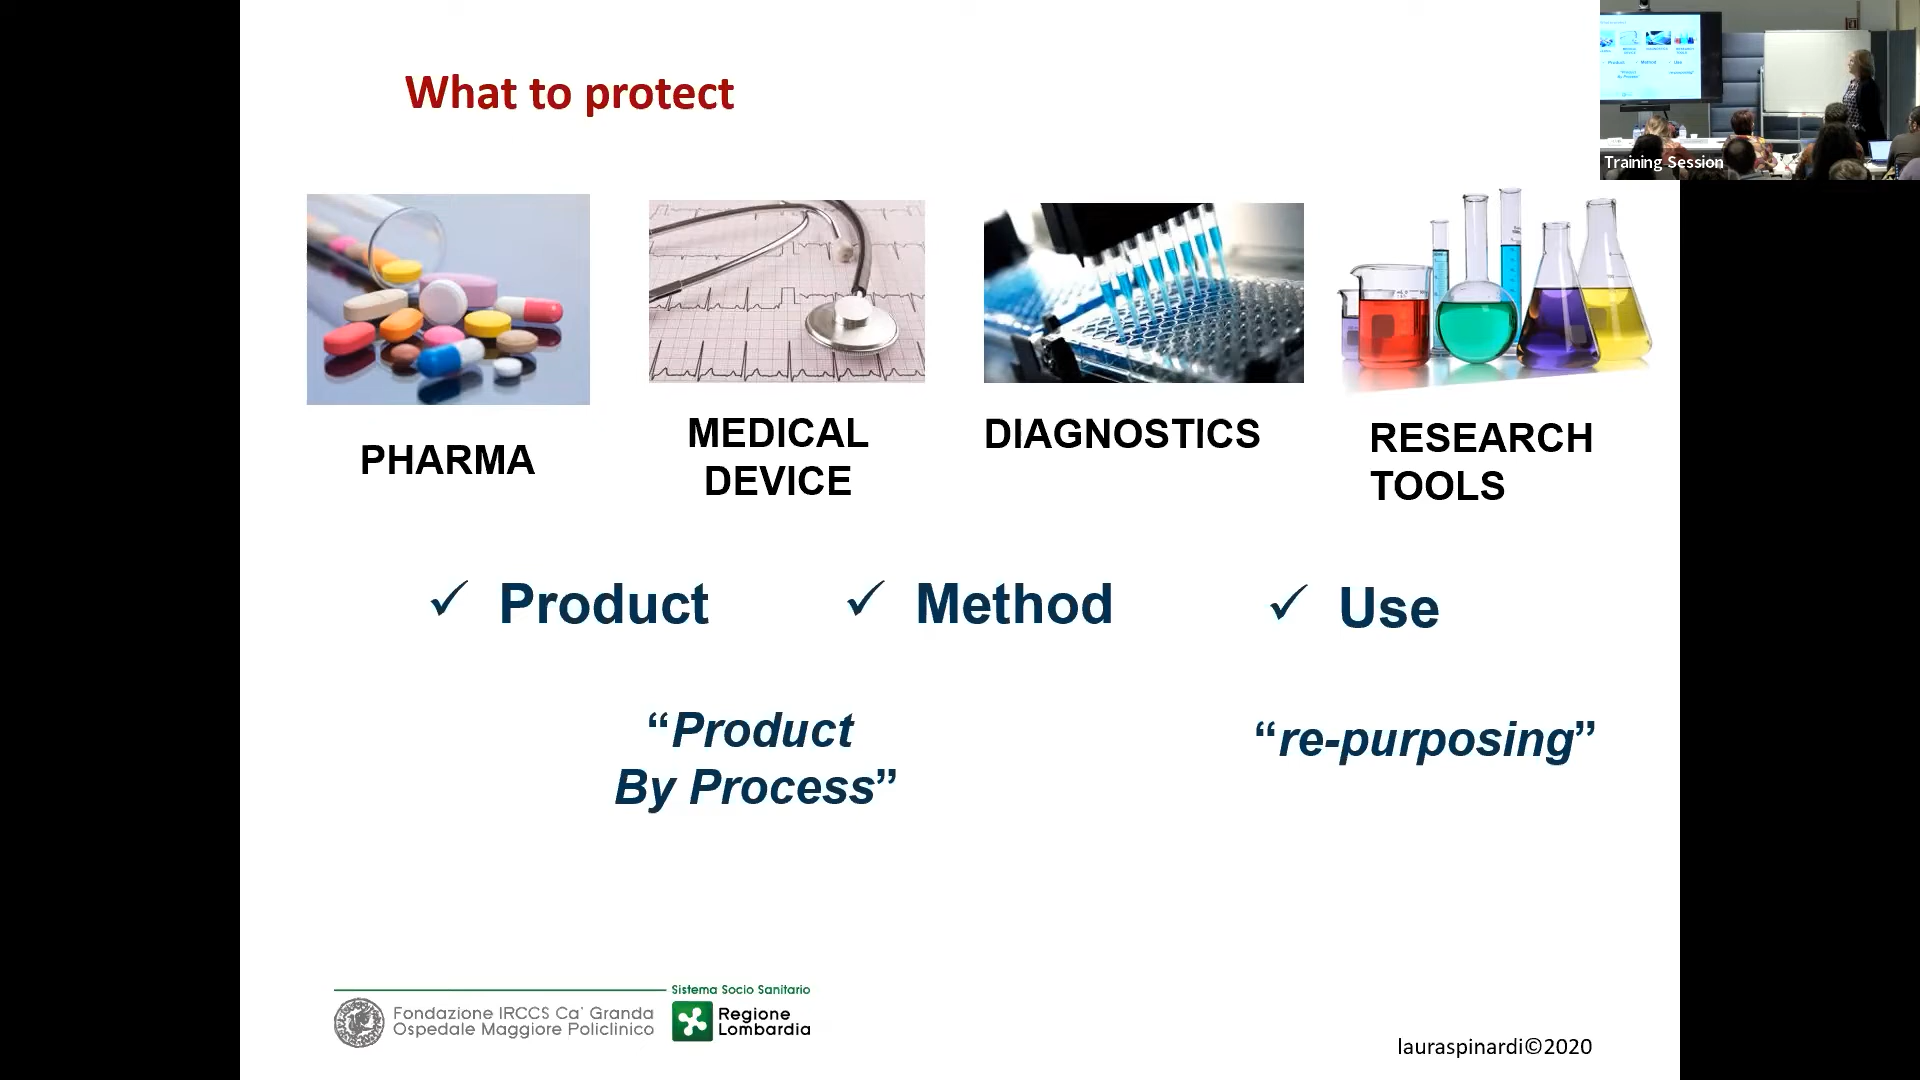 What to protect
Training Session
PHARMA
MEDICAL
DEVICE
DIAGNOSTICS
RESEARCH
TOOLS
✓ Product
✓ Method
✓ Use
“Product
By Process”
“re-purposing”
Sistema Socio Sanitario
Fondazione IRCCS Ca' Granda
Ospedale Maggiore Policlinico
Regione
Lombardia
lauraspinardi©2020